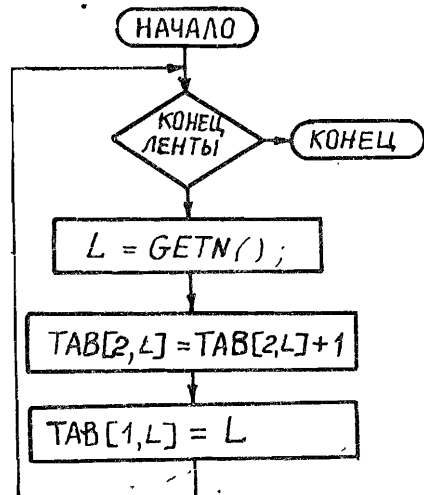 НАЧАЛО
КОНЕЦ
ЛЕНТЫ
КОНЕЦ
L = GETN();
TAB[2,L]=TAB[2,L]+1
TAB[1,L] = L